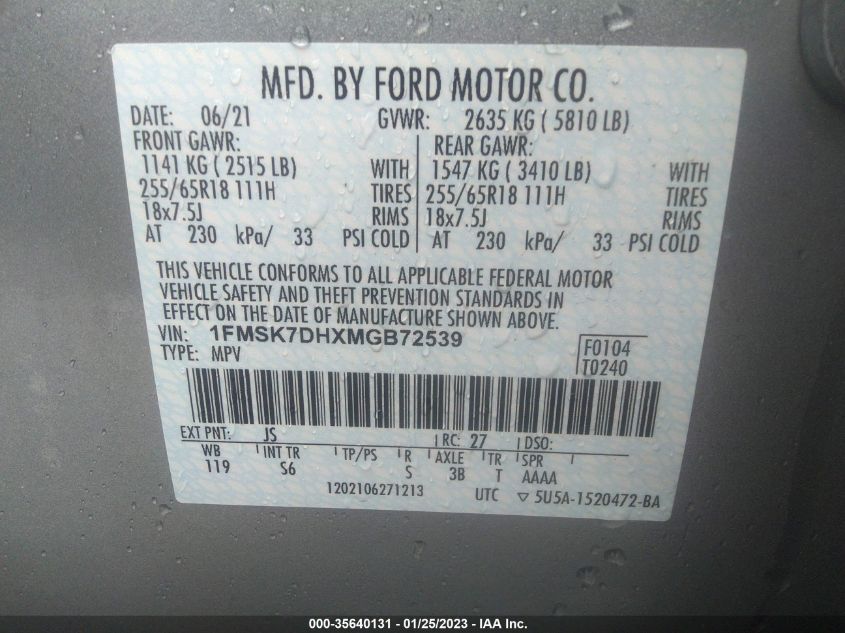 MFD. BY FORD MOTOR CO.
DATE: 06/21 GVWR: 2635 KG ( 5810 LB)
FRONT GAWR: REAR GAWR:
1141 KG ( 2515 LB) WITH 1547 KG ( 3410 LB) WITH
255/65R18 111H TIRES 255/65R18 111H TIRES
18x7.5J RIMS 18x7.5J RIMS
AT 230 kPa/ 33 PSI COLD AT 230 kPa/ 33 PSI COLD
THIS VEHICLE CONFORMS TO ALL APPLICABLE FEDERAL MOTOR
VEHICLE SAFETY AND THEFT PREVENTION STANDARDS IN
EFFECT ON THE DATE OF MANUFACTURE SHOWN ABOVE.
VIN: 1FMSK7DHXMGB72539
TYPE: MPV
F0104
T0240
EXT PNT: JS RC: 27 DSO:
WB INT TR TP/PS R AXLE TR SPR
119 S6 S 3B T AAAA
1202106271213 UTC ▽ 5U5A-1520472-BA
000-35640131 - 01/25/2023 - IAA Inc.